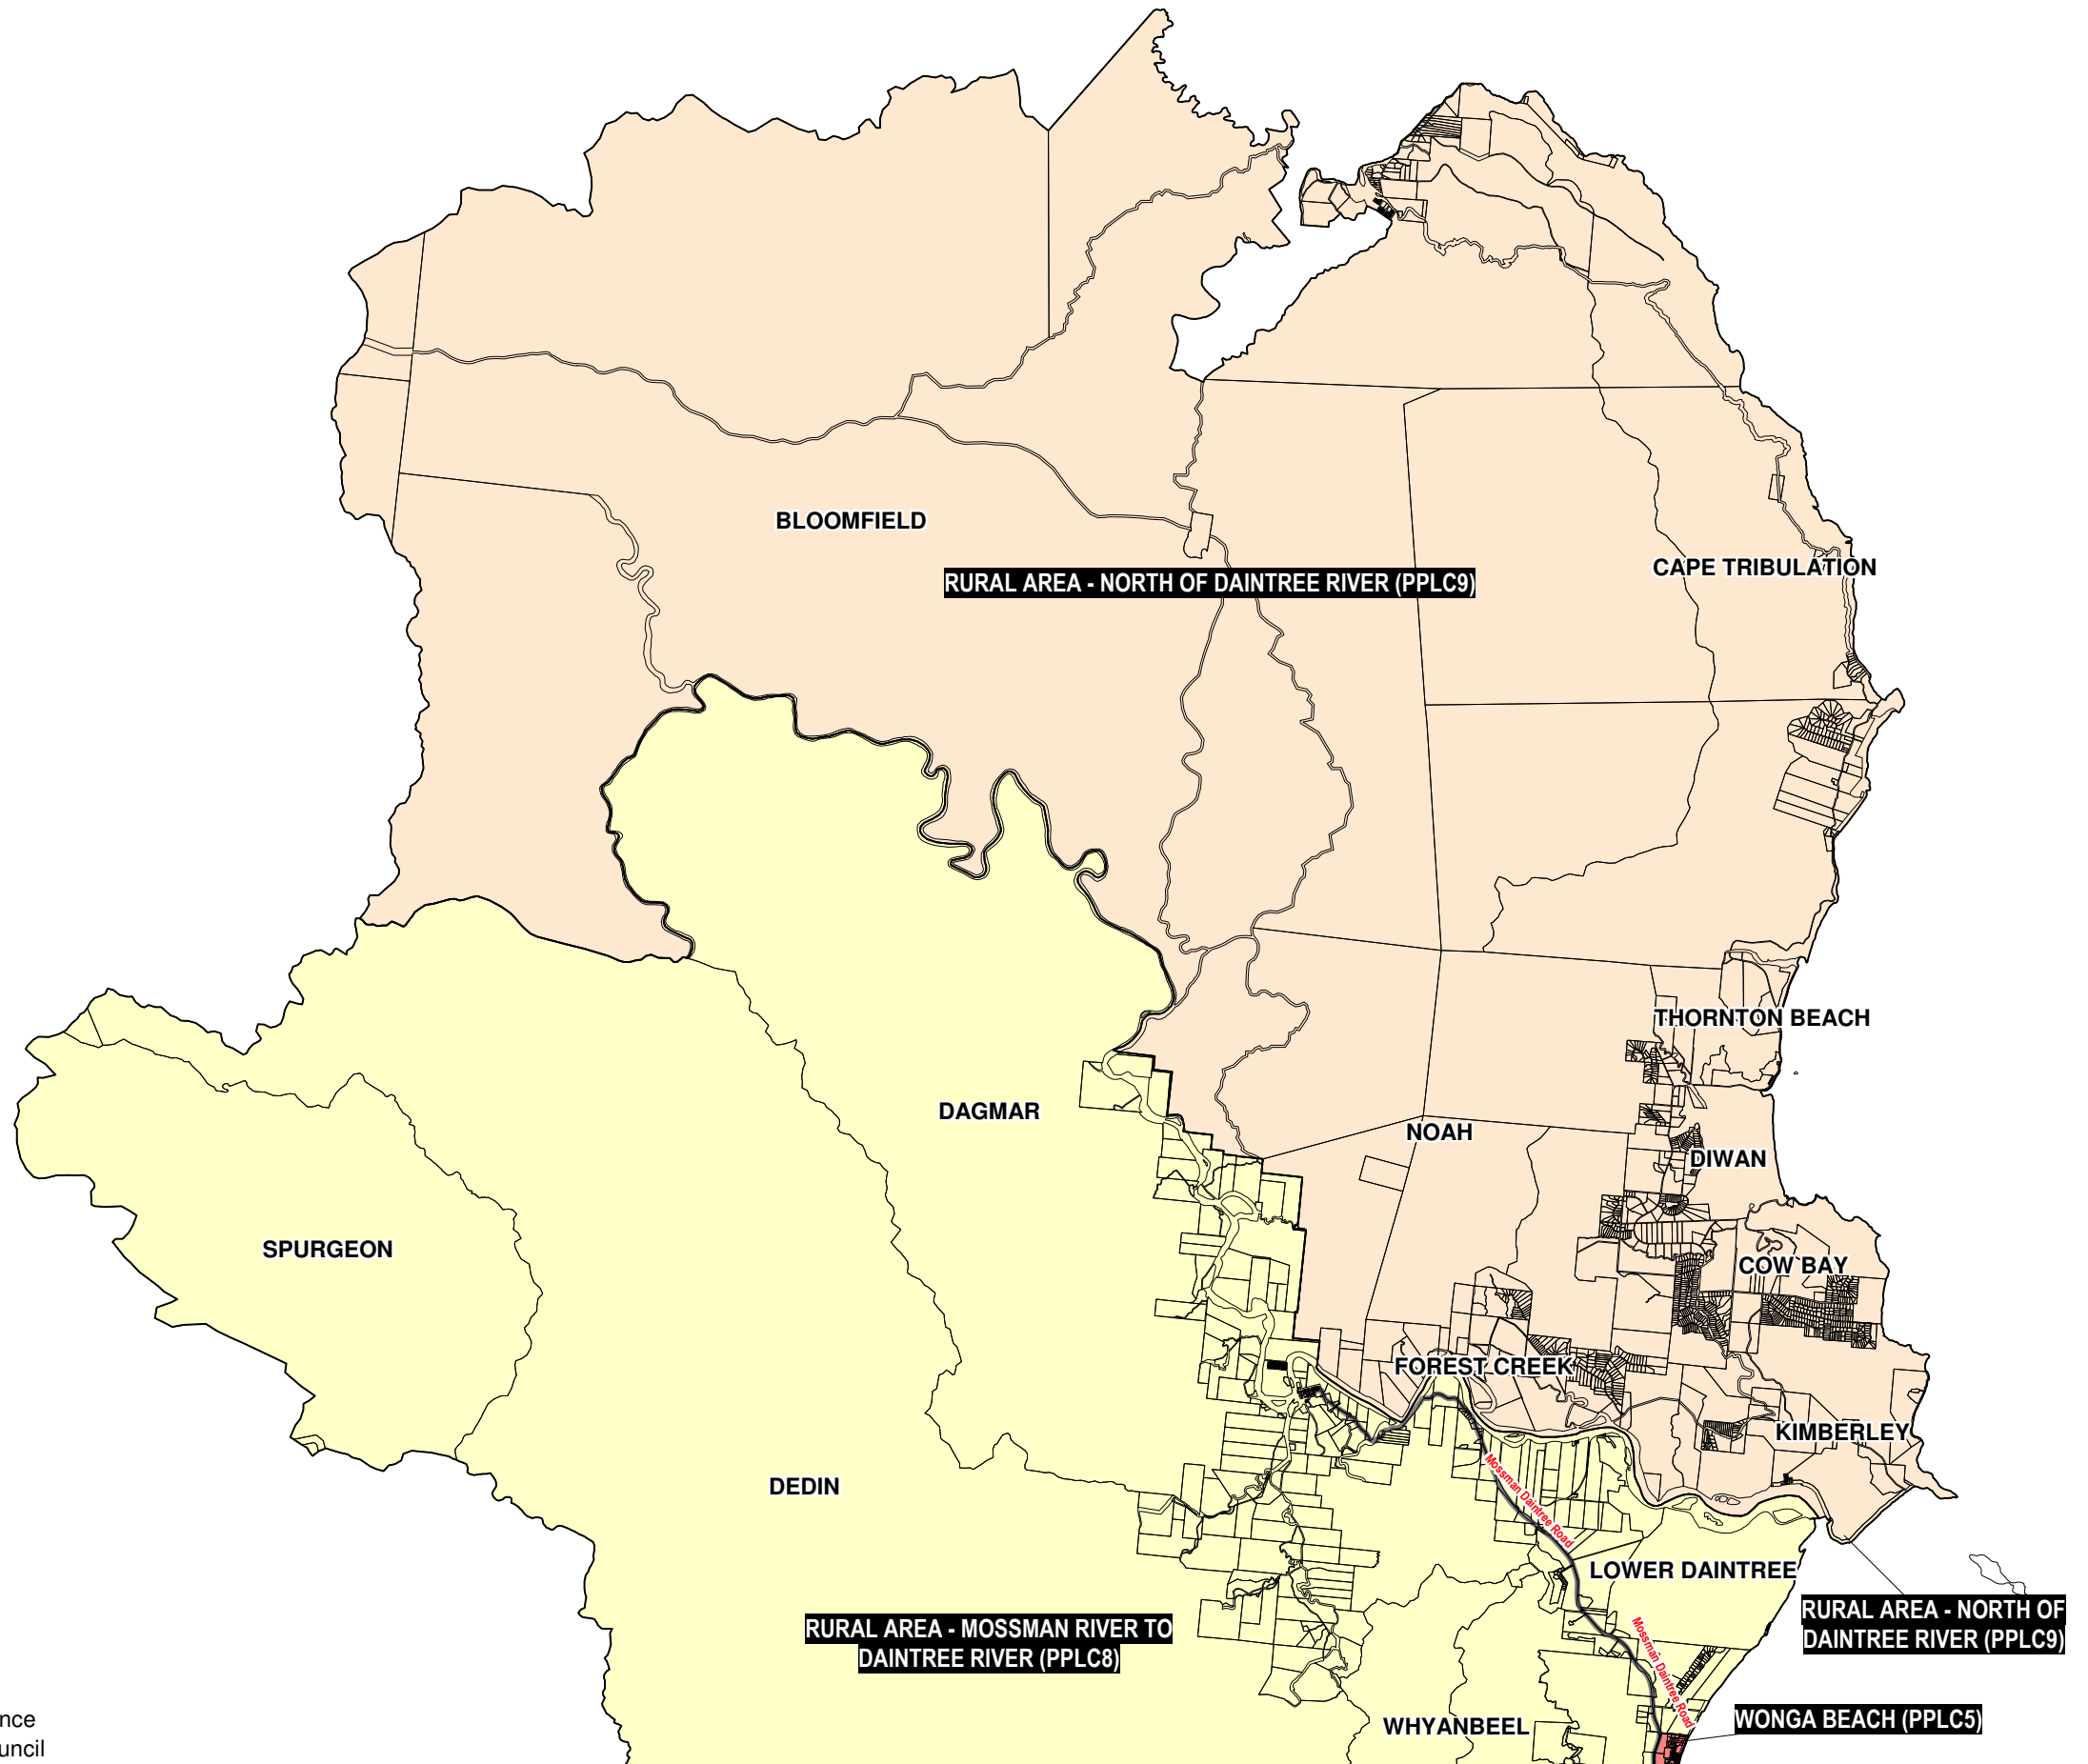 BLOOMFIELD
CAPE TRIBULATION
RURAL AREA - NORTH OF DAINTREE RIVER (PPLC9)
THORNTON BEACH
DAGMAR
NOAH
DIWAN
SPURGEON
COW BAY
FOREST CREEK
KIMBERLEY
DEDIN
Mossman Daintree Road
LOWER DAINTREE
RURAL AREA - NORTH OF
DAINTREE RIVER (PPLC9)
RURAL AREA - MOSSMAN RIVER TO
DAINTREE RIVER (PPLC8)
Mossman Daintree Road
WHYANBEEL
WONGA BEACH (PPLC5)
nce
uncil